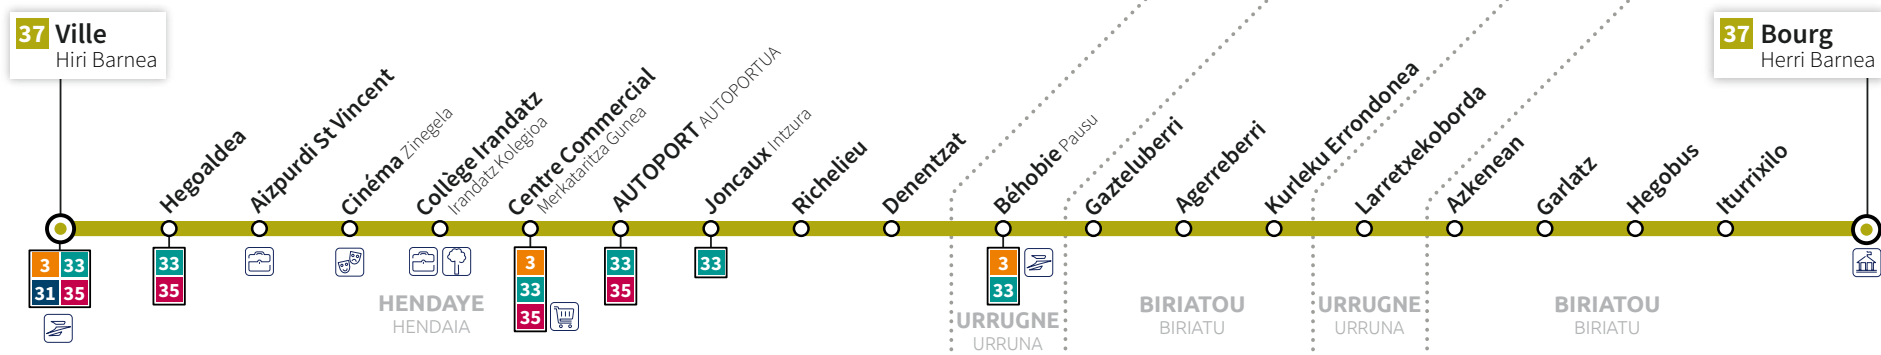 37 Ville
Hiri Barnea
Hegoaldea
Aizpurdi St Vincent
Cinéma Zinegela
Collège Irandatz
Irandatz Kolegioa
Centre Commercial
Merkataritza Gunea
AUTOPORT AUTOPORTUA
Joncaux Intzura
Richelieu
Denentzat
Béhobie Pausu
Gazteluberri
Agerreberri
Kurleku Errondonea
Larretxekoborda
Azkenean
Garlatz
Hegobus
Iturrixilo
37 Bourg
Herri Barnea
3 33
31 35
33
35
3
33
35
33
35
33
3
33
HENDAYE
HENDAIA
URRUGNE
URRUNA
BIRIATOU
BIRIATU
URRUGNE
URRUNA
BIRIATOU
BIRIATU